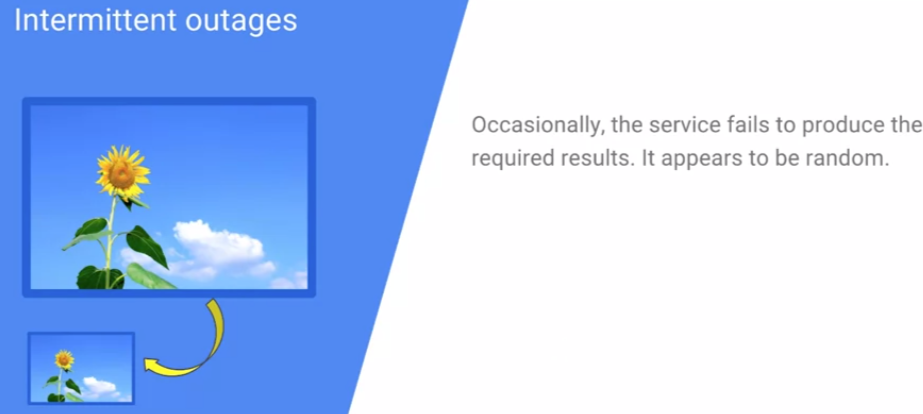 Intermittent outages
Occasionally, the service fails to produce the
required results. It appears to be random.